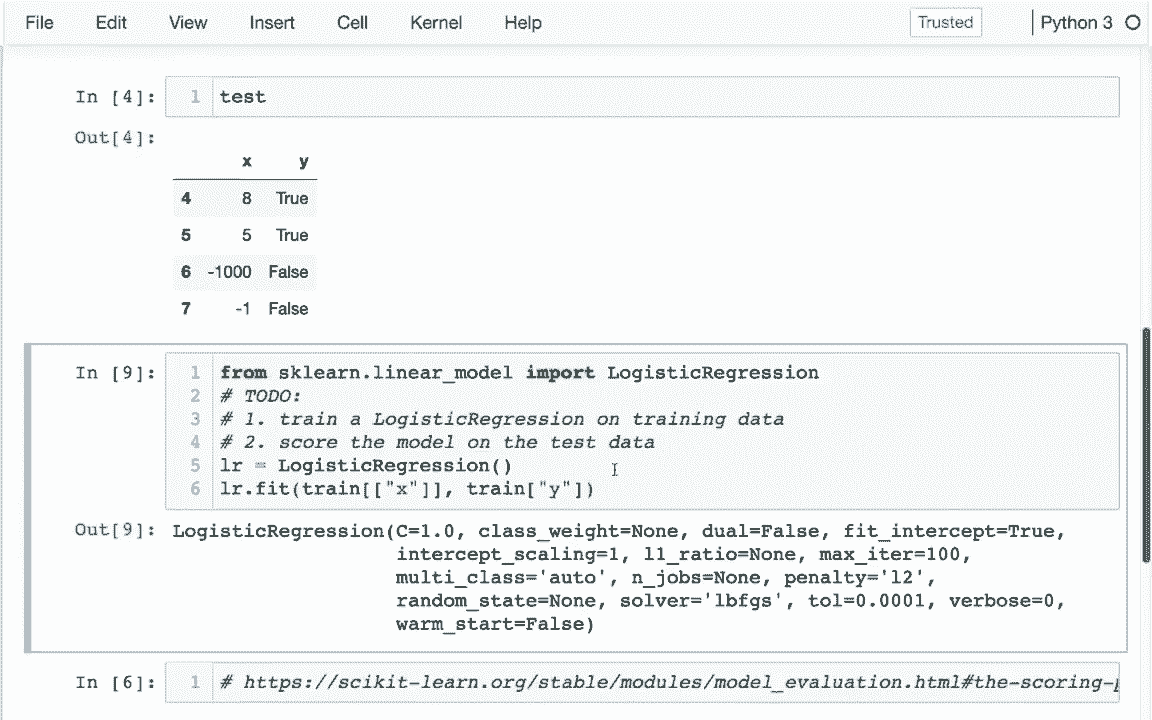 File Edit View Insert Cell Kernel Help Trusted Python 3
In [4]: 1 test
Out[4]:
x y
4 8 True
5 5 True
6 -1000 False
7 -1 False
In [9]: 1 from sklearn.linear_model import LogisticRegression
2 # TODO:
3 # 1. train a LogisticRegression on training data
4 # 2. score the model on the test data
5 lr = LogisticRegression()
6 lr.fit(train[["x"]], train["y"])
Out[9]: LogisticRegression(C=1.0, class_weight=None, dual=False, fit_intercept=True,
intercept_scaling=1, l1_ratio=None, max_iter=100,
multi_class='auto', n_jobs=None, penalty='l2',
random_state=None, solver='lbfgs', tol=0.0001, verbose=0,
warm_start=False)
In [6]: 1 # https://scikit-learn.org/stable/modules/model_evaluation.html#the-scoring-